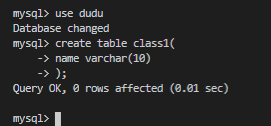 mysql> use dudu
Database changed
mysql> create table class1(
    -> name varchar(10)
    -> );
Query OK, 0 rows affected (0.01 sec)
mysql>